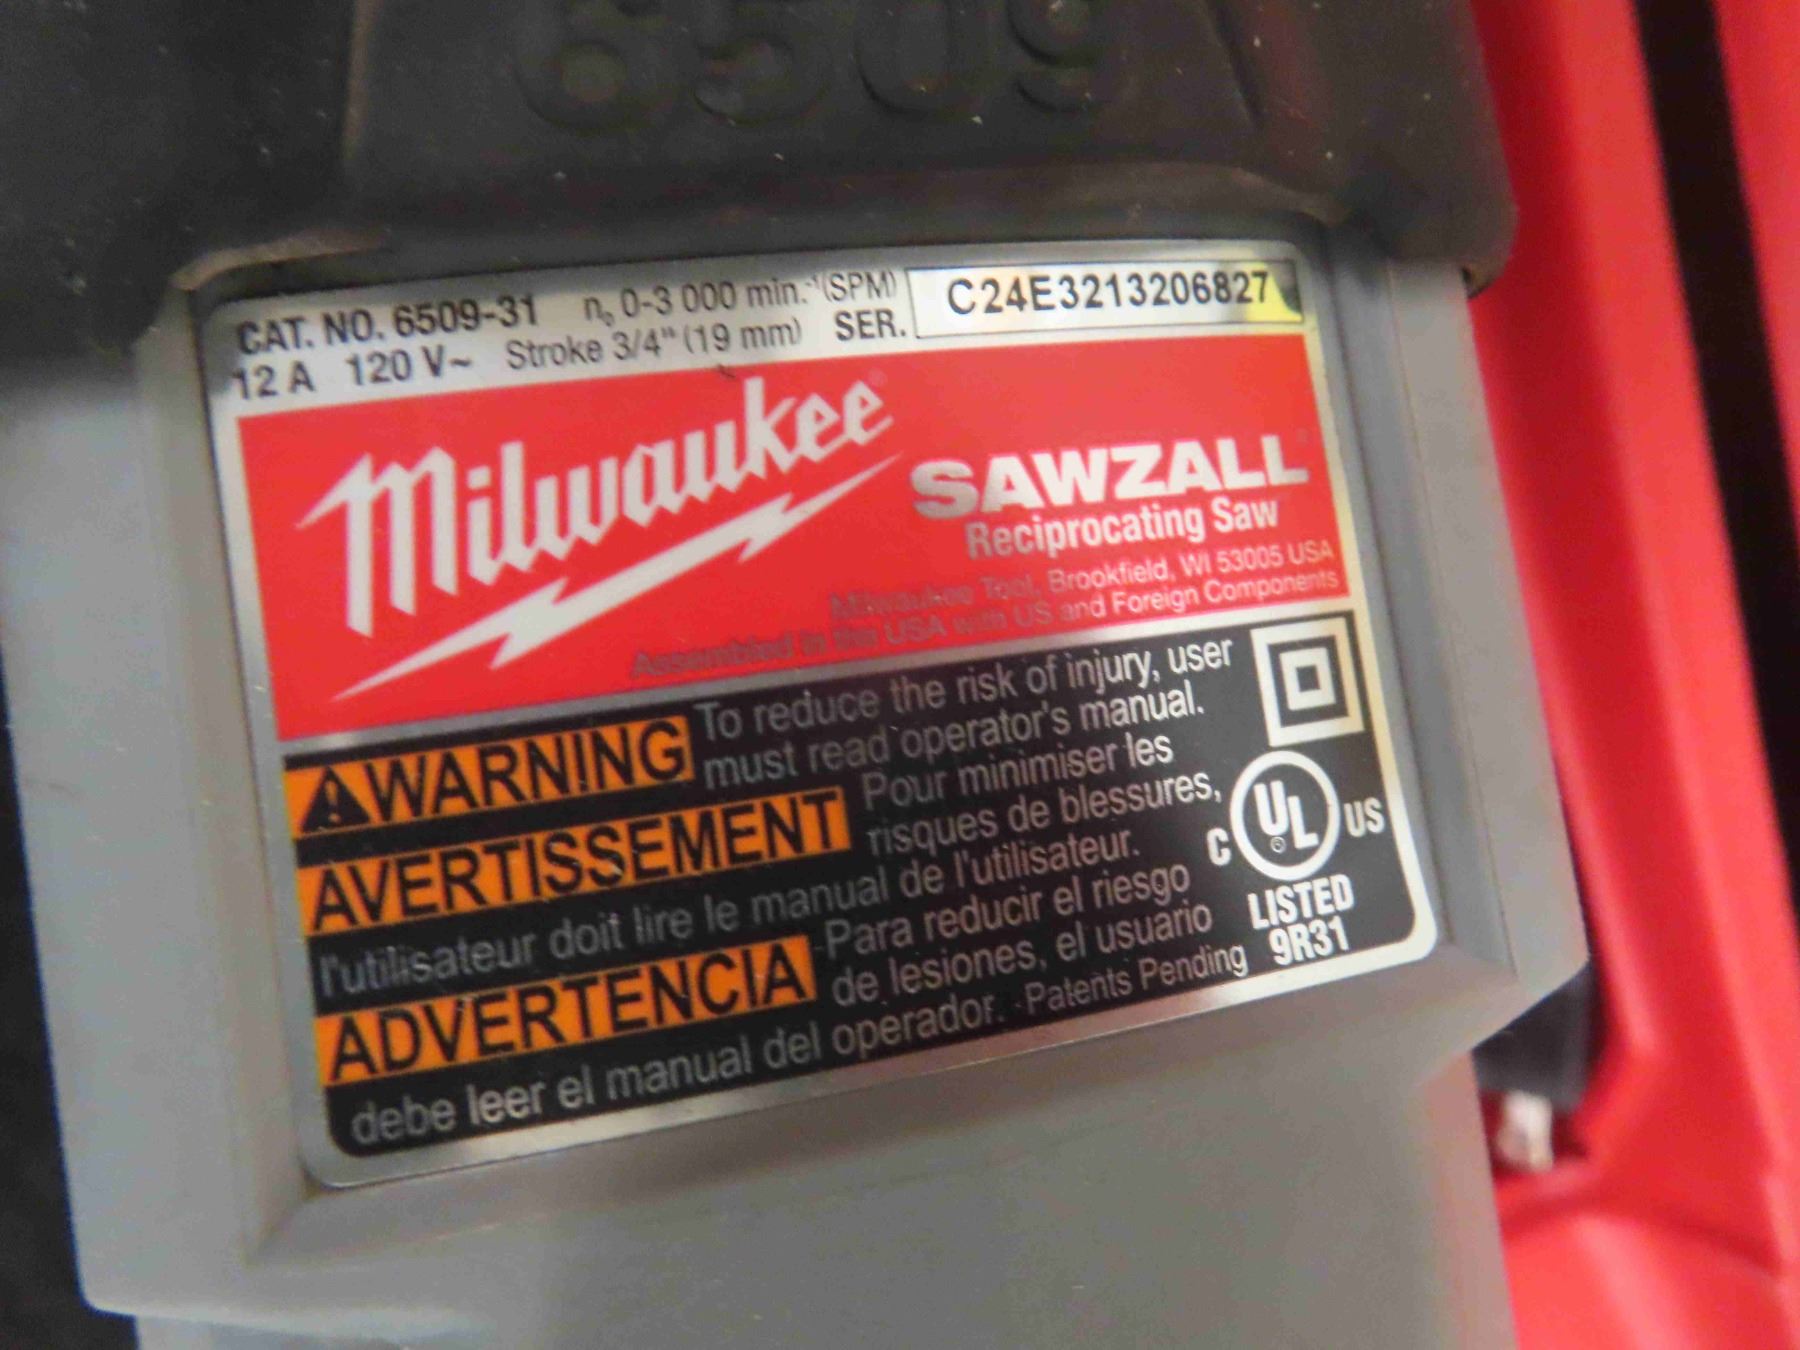 6509
CAT. NO. 6509-31 n₀ 0-3 000 min.⁻¹ (SPM)
12 A 120 V~ Stroke 3/4" (19 mm) SER. C24E3213206827
Milwaukee®
SAWZALL®
Reciprocating Saw
Milwaukee Tool, Brookfield, WI 53005 USA
Assembled in the USA with US and Foreign Components
WARNING To reduce the risk of injury, user
must read operator's manual.
AVERTISSEMENT Pour minimiser les
risques de blessures,
l'utilisateur doit lire le manual de l'utilisateur.
ADVERTENCIA Para reducir el riesgo
de lesiones, el usuario
debe leer el manual del operador. Patents Pending
C UL® US
LISTED
9R31